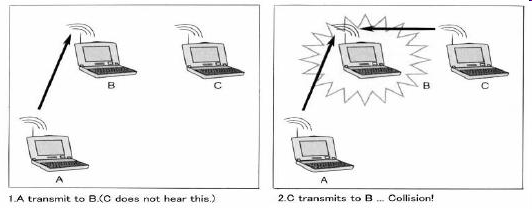 B
C
A
1.A transmit to B.(C does not hear this.)
B
C
A
2.C transmits to B ... Collision!